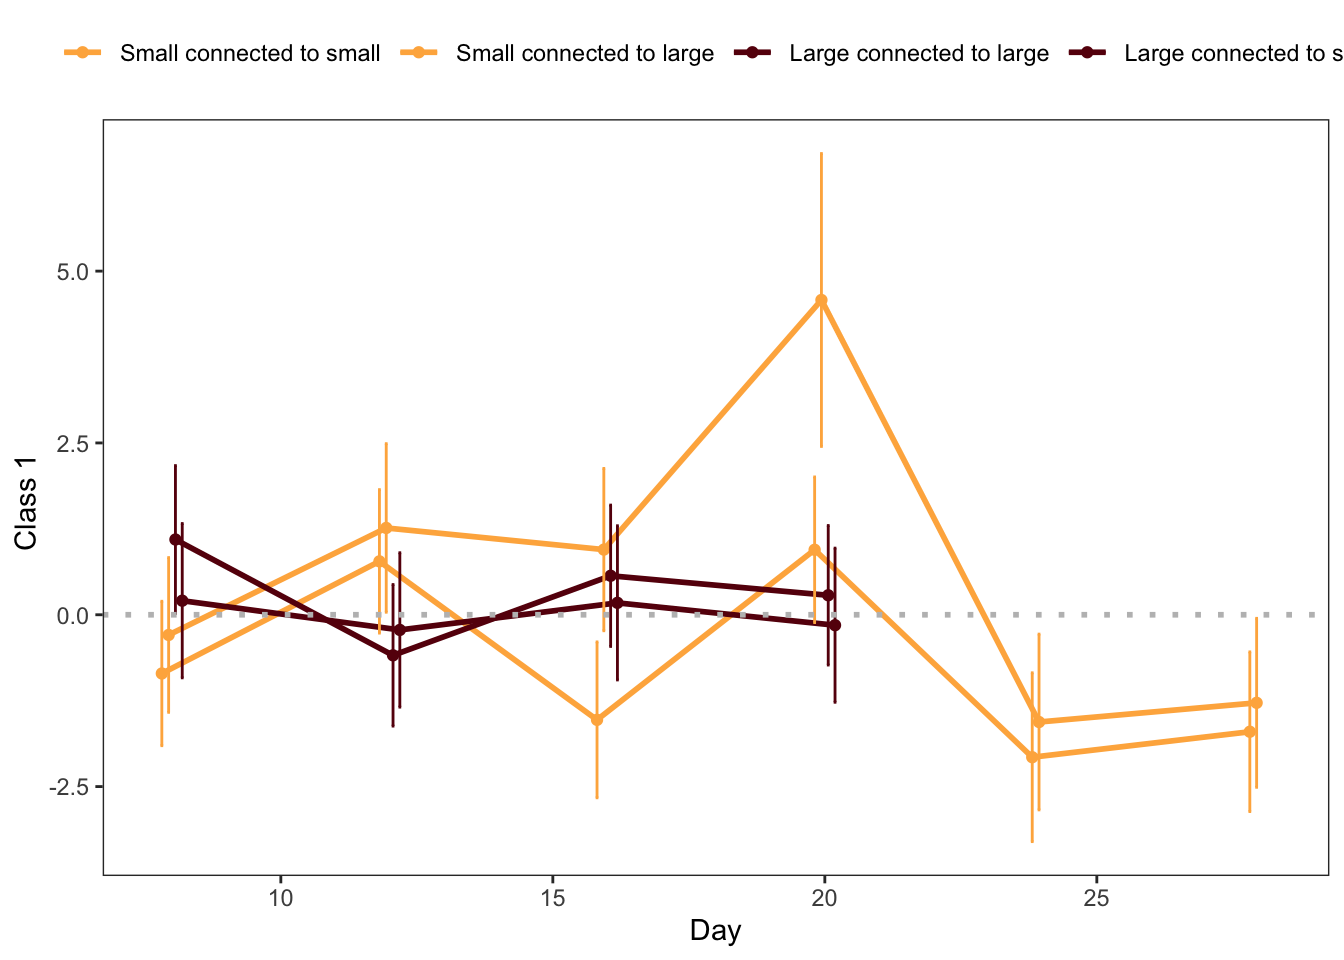 Small connected to small Small connected to large Large connected to large Large connected to s
5.0
2.5
0.0
-2.5
Class 1
10 15 20 25
Day